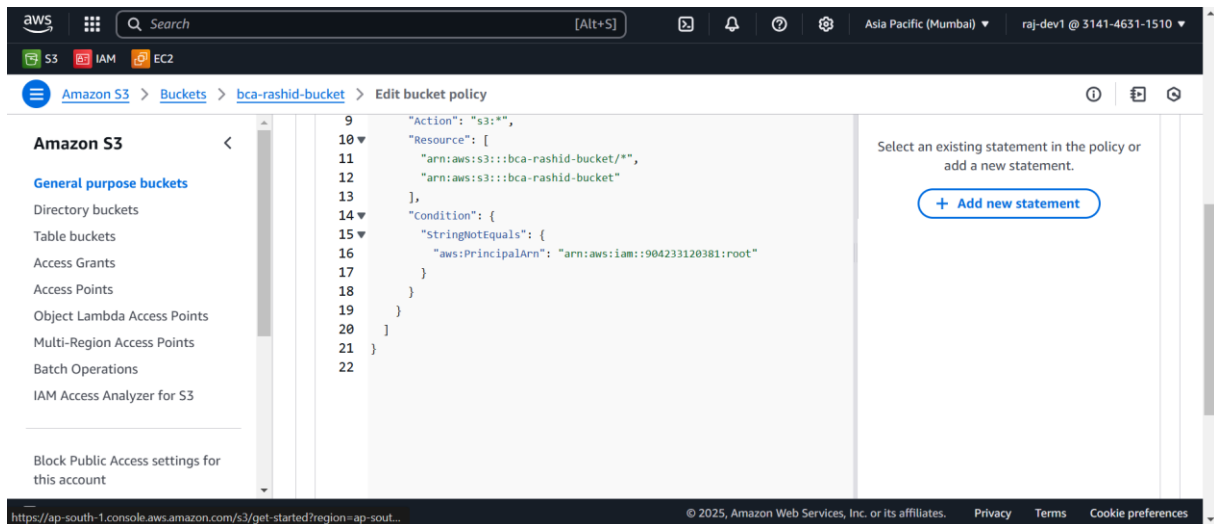 aws Search [Alt+S] Asia Pacific (Mumbai) ▼ raj-dev1 @ 3141-4631-1510 ▼
S3 IAM EC2
Amazon S3 > Buckets > bca-rashid-bucket > Edit bucket policy
Amazon S3
General purpose buckets
Directory buckets
Table buckets
Access Grants
Access Points
Object Lambda Access Points
Multi-Region Access Points
Batch Operations
IAM Access Analyzer for S3
Block Public Access settings for
this account
9 "Action": "s3:*",
10 ▼ "Resource": [
11 "arn:aws:s3:::bca-rashid-bucket/*",
12 "arn:aws:s3:::bca-rashid-bucket"
13 ],
14 ▼ "Condition": {
15 ▼ "StringNotEquals": {
16 "aws:PrincipalArn": "arn:aws:iam::904233120381:root"
17 }
18 }
19 }
20 ]
21 }
22
Select an existing statement in the policy or
add a new statement.
+ Add new statement
https://ap-south-1.console.aws.amazon.com/s3/get-started?region=ap-sout...
© 2025, Amazon Web Services, Inc. or its affiliates. Privacy Terms Cookie preferences